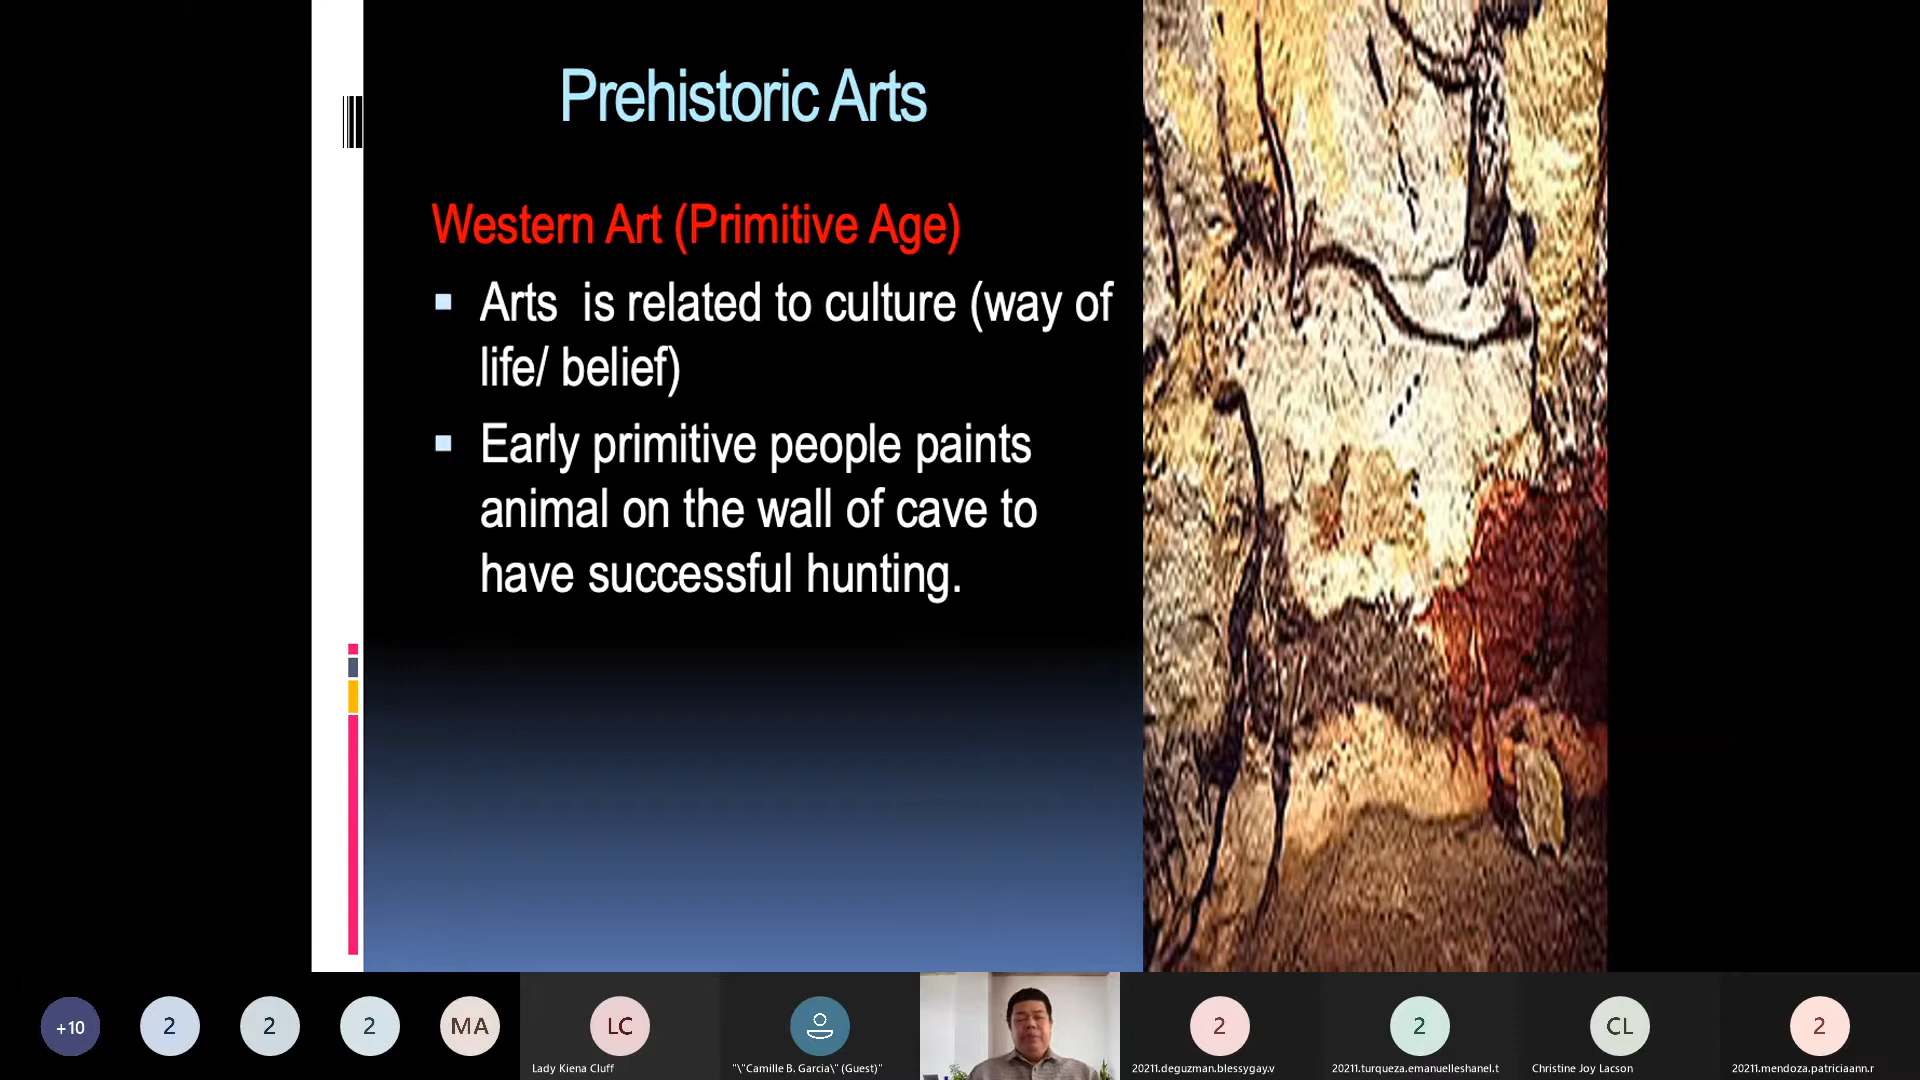 Prehistoric Arts
Western Art (Primitive Age)
Arts is related to culture (way of
life/ belief)
Early primitive people paints
animal on the wall of cave to
have successful hunting.
+10
2
2
2
MA
LC
2
2
CL
2
Lady Kiena Cluff
"\"Camille B. Garcia\" (Guest)"
20211.deguzman.blessygay.v
20211.turqueza.emanuelleshanel.t
Christine Joy Lacson
20211.mendoza.patriciaann.r